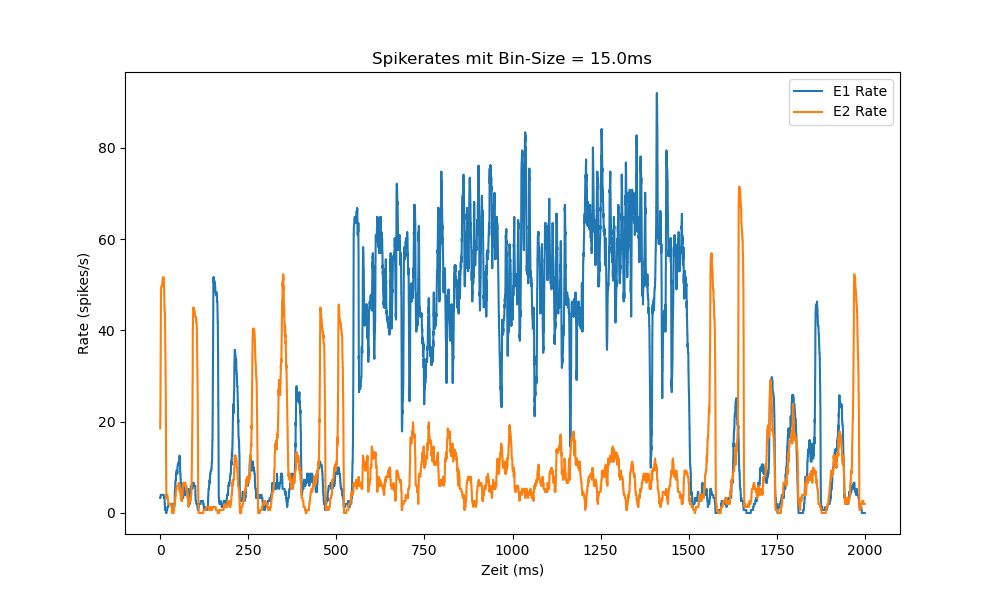 Spikerates mit Bin-Size = 15.0ms
E1 Rate
E2 Rate
Rate (spikes/s)
80
60
40
20
0
0 250 500 750 1000 1250 1500 1750 2000
Zeit (ms)